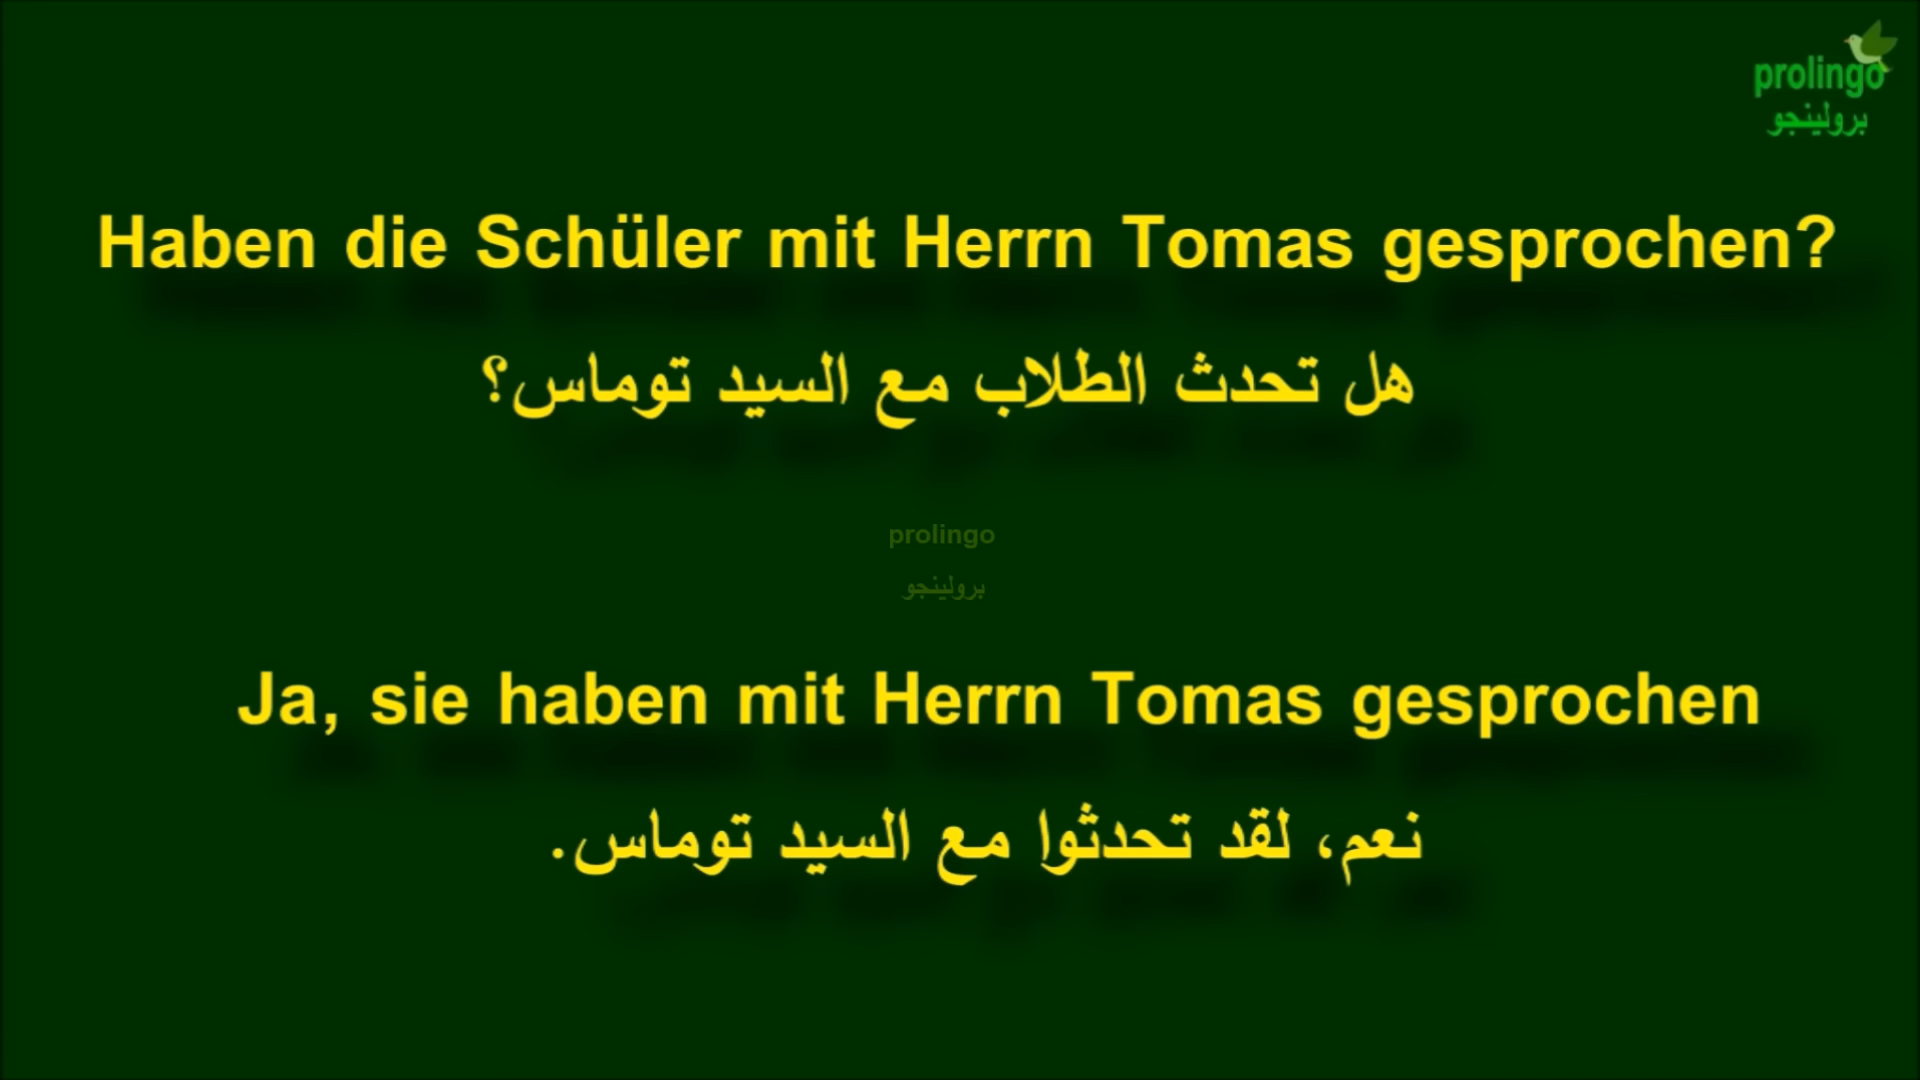 prolingo
برولينجو
Haben die Schüler mit Herrn Tomas gesprochen?
هل تحدث الطلاب مع السيد توماس؟
prolingo
برولينجو
Ja, sie haben mit Herrn Tomas gesprochen
نعم، لقد تحدثوا مع السيد توماس.